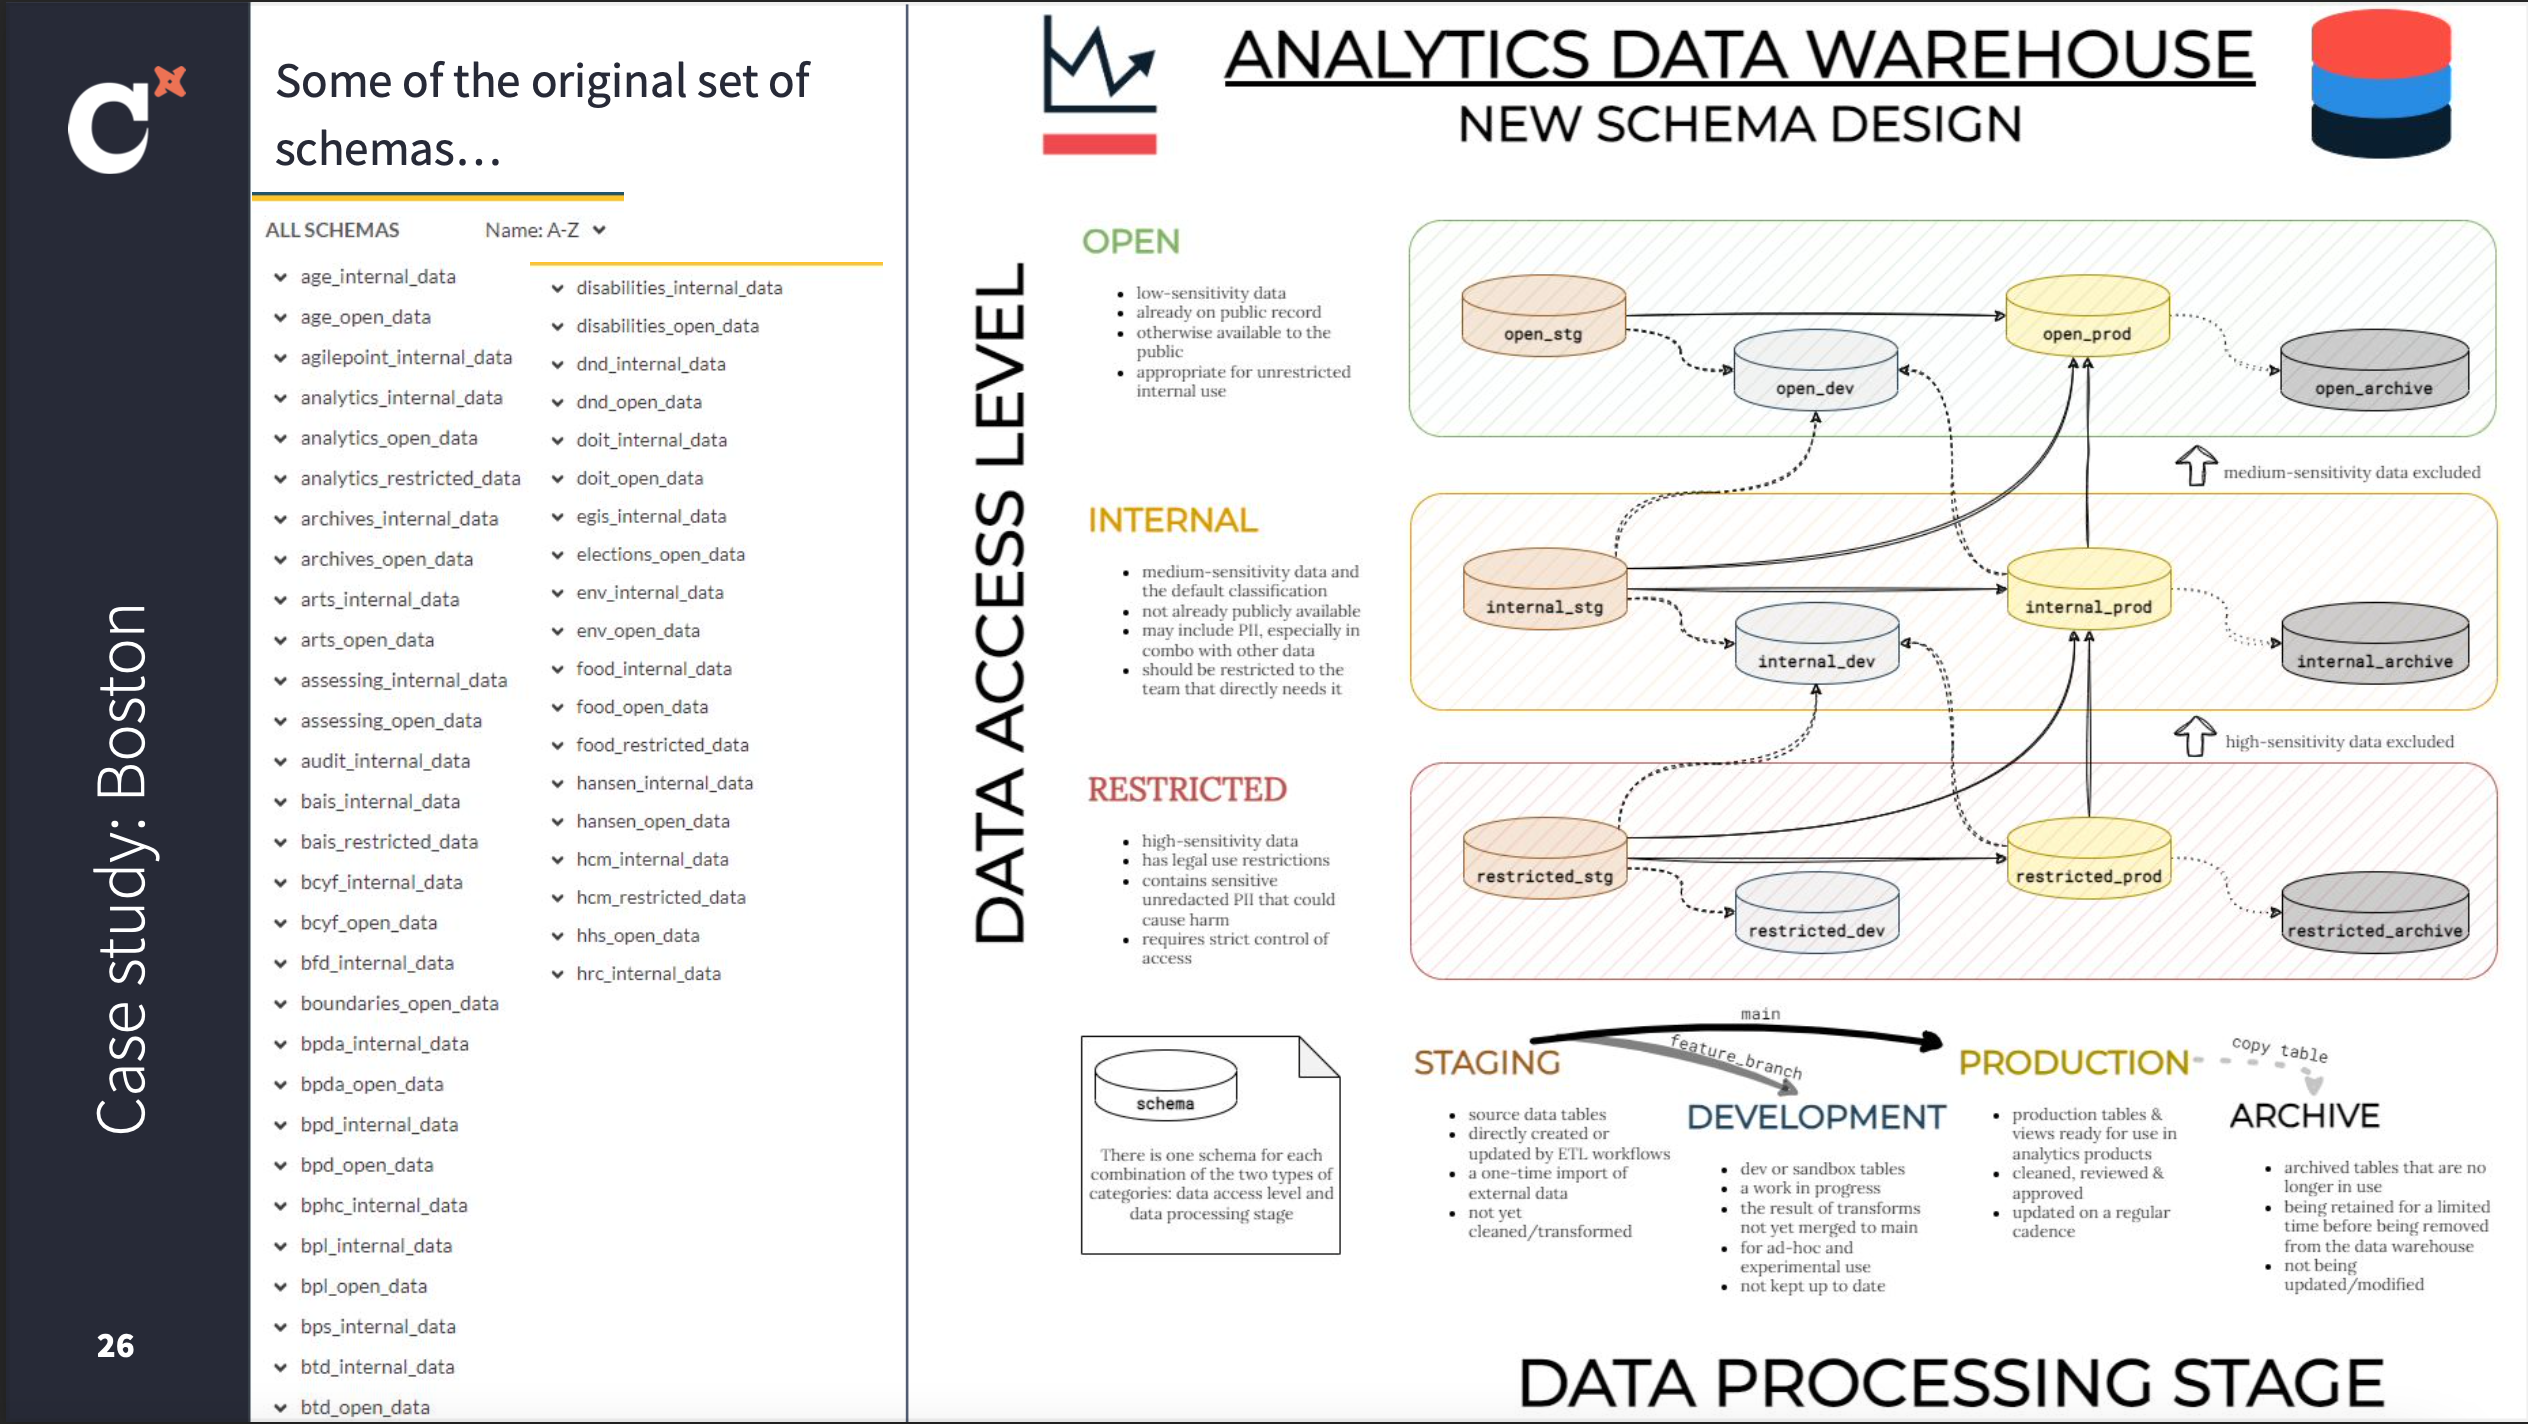 Case study: Boston
26
Some of the original set of
schemas…
ALL SCHEMAS
Name: A-Z
age_internal_data
age_open_data
agilepoint_internal_data
analytics_internal_data
analytics_open_data
analytics_restricted_data
archives_internal_data
archives_open_data
arts_internal_data
arts_open_data
assessing_internal_data
assessing_open_data
audit_internal_data
bais_internal_data
bais_restricted_data
bcyf_internal_data
bcyf_open_data
bfd_internal_data
boundaries_open_data
bpda_internal_data
bpda_open_data
bpd_internal_data
bpd_open_data
bphc_internal_data
bpl_internal_data
bpl_open_data
bps_internal_data
btd_internal_data
btd_open_data
disabilities_internal_data
disabilities_open_data
dnd_internal_data
dnd_open_data
doit_internal_data
doit_open_data
egis_internal_data
elections_open_data
env_internal_data
env_open_data
food_internal_data
food_open_data
food_restricted_data
hansen_internal_data
hansen_open_data
hcm_internal_data
hcm_restricted_data
hhs_open_data
hrc_internal_data
ANALYTICS DATA WAREHOUSE
NEW SCHEMA DESIGN
DATA ACCESS LEVEL
OPEN
• low-sensitivity data
• already on public record
• otherwise available to the
public
• appropriate for unrestricted
internal use
open_stg
open_dev
open_prod
open_archive
medium-sensitivity data excluded
INTERNAL
• medium-sensitivity data and
the default classification
• not already publicly available
• may include PII, especially in
combo with other data
• should be restricted to the
team that directly needs it
internal_stg
internal_dev
internal_prod
internal_archive
high-sensitivity data excluded
RESTRICTED
• high-sensitivity data
• has legal use restrictions
• contains sensitive
unredacted PII that could
cause harm
• requires strict control of
access
restricted_stg
restricted_dev
restricted_prod
restricted_archive
schema
There is one schema for each
combination of the two types of
categories: data access level and
data processing stage
main
feature_branch
copy table
STAGING
• source data tables
• directly created or
updated by ETL workflows
• a one-time import of
external data
• not yet
cleaned/transformed
DEVELOPMENT
• dev or sandbox tables
• a work in progress
• the result of transforms
not yet merged to main
• for ad-hoc and
experimental use
• not kept up to date
PRODUCTION
• production tables &
views ready for use in
analytics products
• cleaned, reviewed &
approved
• updated on a regular
cadence
ARCHIVE
• archived tables that are no
longer in use
• being retained for a limited
time before being removed
from the data warehouse
• not being
updated/modified
DATA PROCESSING STAGE